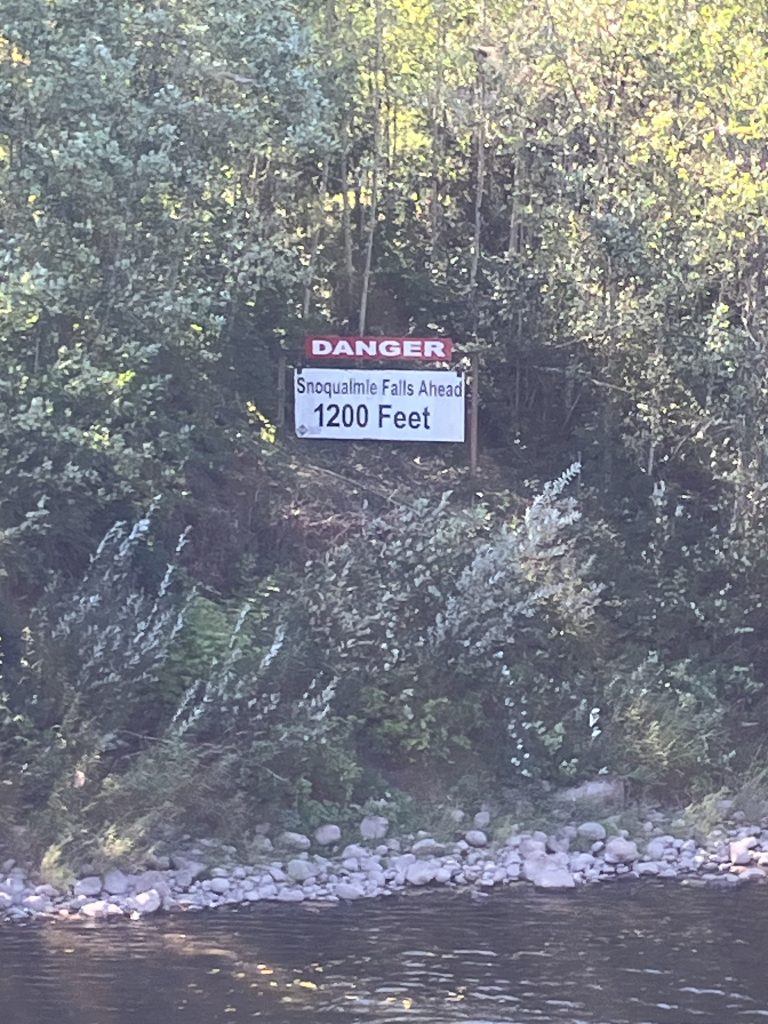 DANGER
Snoqualmie Falls Ahead
1200 Feet